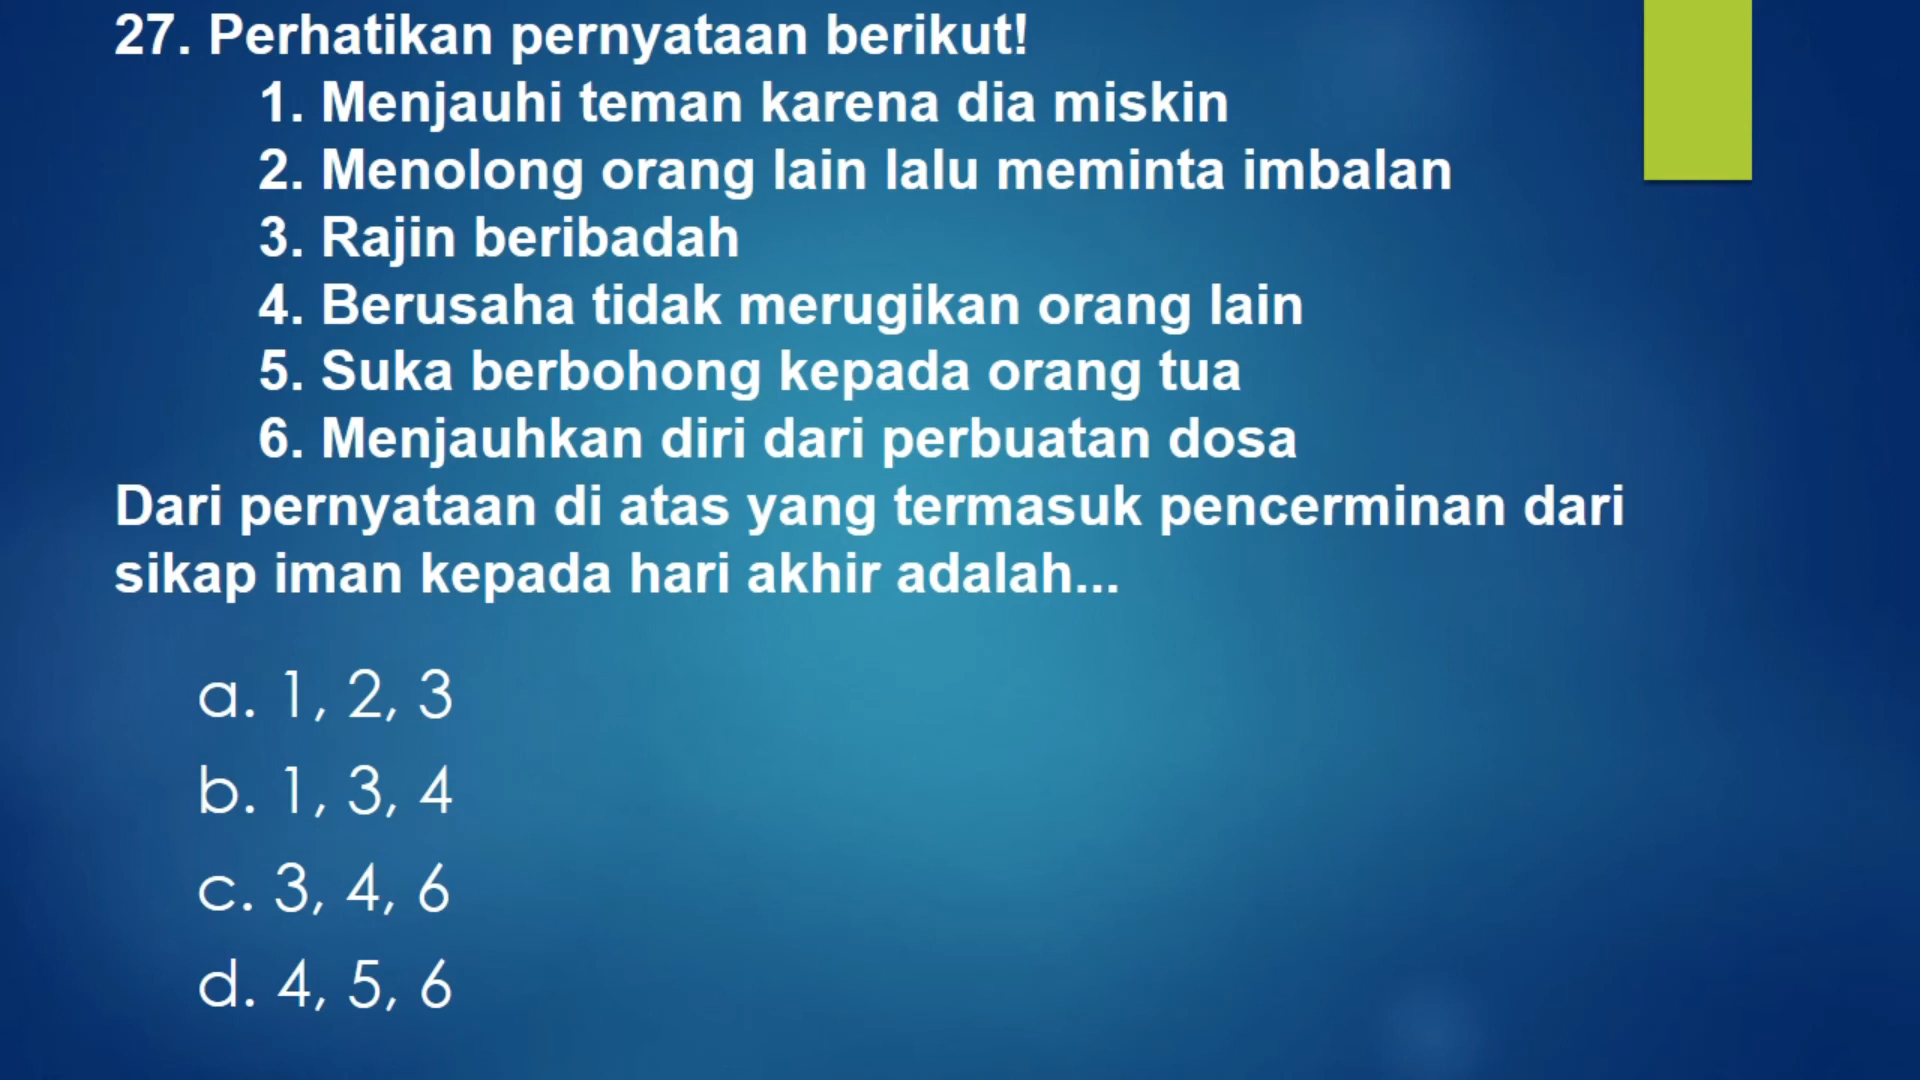 27. Perhatikan pernyataan berikut!
1. Menjauhi teman karena dia miskin
2. Menolong orang lain lalu meminta imbalan
3. Rajin beribadah
4. Berusaha tidak merugikan orang lain
5. Suka berbohong kepada orang tua
6. Menjauhkan diri dari perbuatan dosa
Dari pernyataan di atas yang termasuk pencerminan dari
sikap iman kepada hari akhir adalah...
a. 1, 2, 3
b. 1, 3, 4
c. 3, 4, 6
d. 4, 5, 6